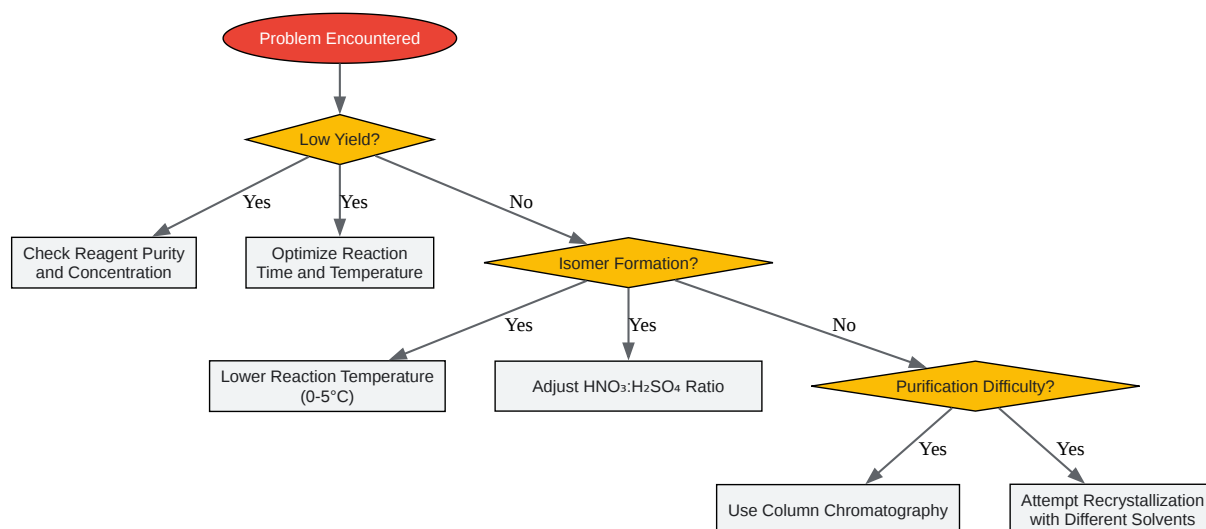 Problem Encountered
Low Yield?
Yes
Yes
No
Check Reagent Purity
and Concentration
Optimize Reaction
Time and Temperature
Isomer Formation?
Yes
Yes
No
Lower Reaction Temperature
(0-5°C)
Adjust HNO₃:H₂SO₄ Ratio
Purification Difficulty?
Yes
Yes
Use Column Chromatography
Attempt Recrystallization
with Different Solvents